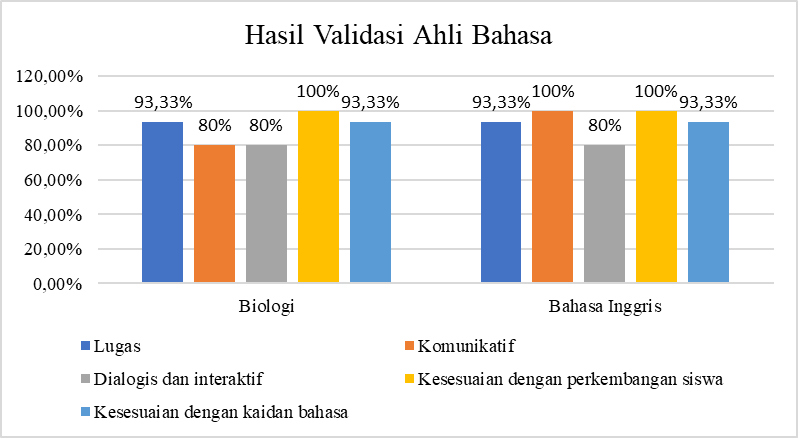 Hasil Validasi Ahli Bahasa
120,00%
100,00%
80,00%
60,00%
40,00%
20,00%
0,00%
93,33%
80%
80%
100%
93,33%
93,33%
100%
80%
100%
93,33%
Biologi
Bahasa Inggris
Lugas
Komunikatif
Dialogis dan interaktif
Kesesuaian dengan perkembangan siswa
Kesesuaian dengan kaidan bahasa